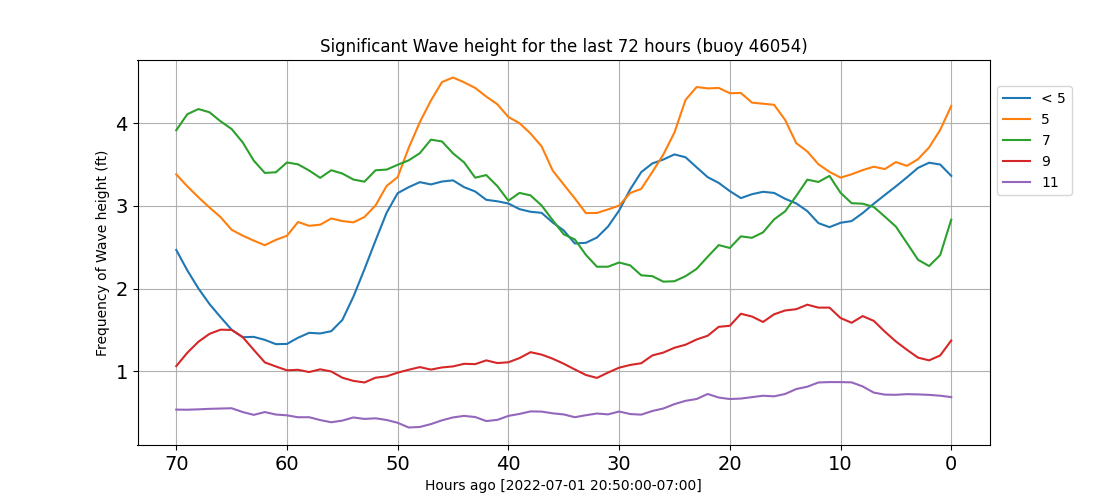 Significant Wave height for the last 72 hours (buoy 46054)
Frequency of Wave height (ft)
4
3
2
1
70 60 50 40 30 20 10 0
Hours ago [2022-07-01 20:50:00-07:00]
< 5
5
7
9
11